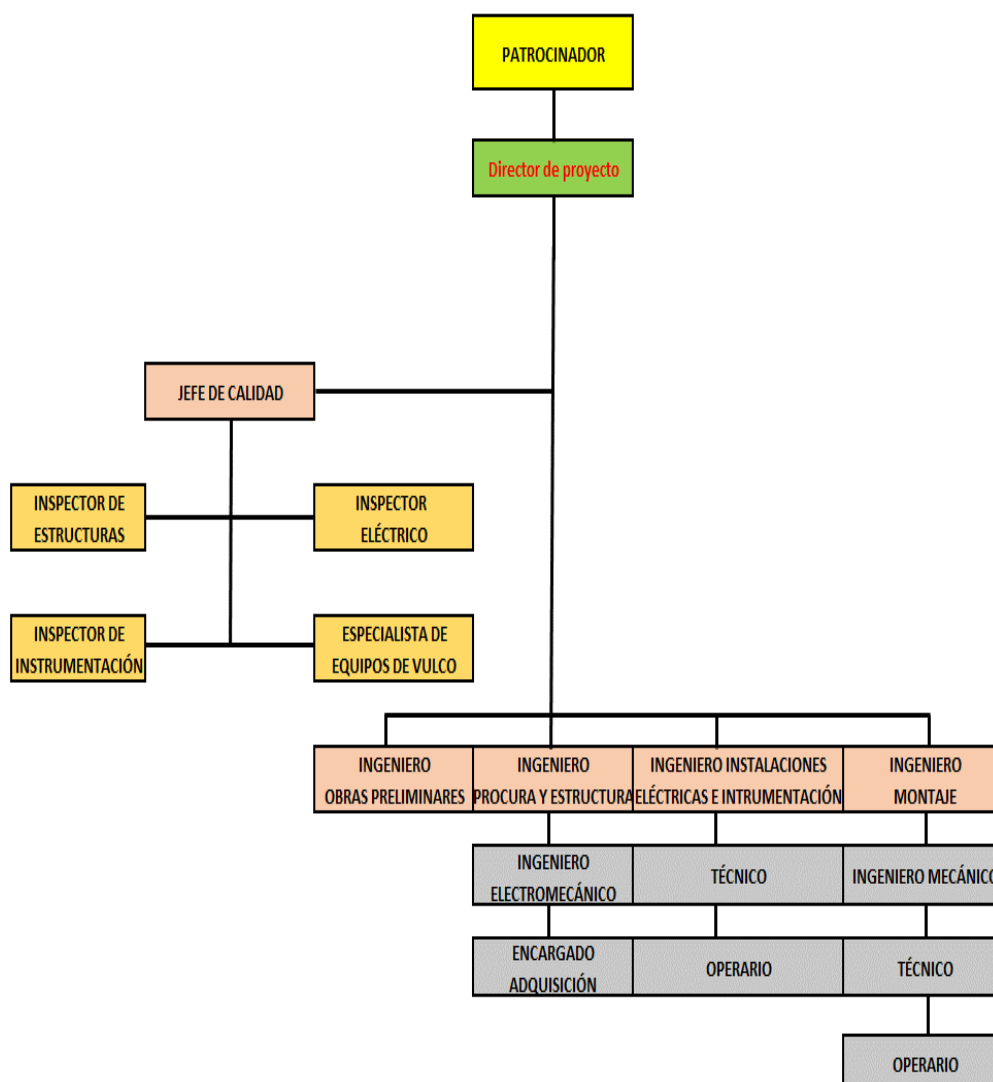 PATROCINADOR
Director de proyecto
JEFE DE CALIDAD
INSPECTOR DE
ESTRUCTURAS
INSPECTOR
ELÉCTRICO
INSPECTOR DE
INSTRUMENTACIÓN
ESPECIALISTA DE
EQUIPOS DE VULCO
INGENIERO
OBRAS PRELIMINARES
INGENIERO
PROCURA Y ESTRUCTURA
INGENIERO INSTALACIONES
ELÉCTRICAS E INTRUMENTACIÓN
INGENIERO
MONTAJE
INGENIERO
ELECTROMECÁNICO
TÉCNICO
INGENIERO MECÁNICO
ENCARGADO
ADQUISICIÓN
OPERARIO
TÉCNICO
OPERARIO